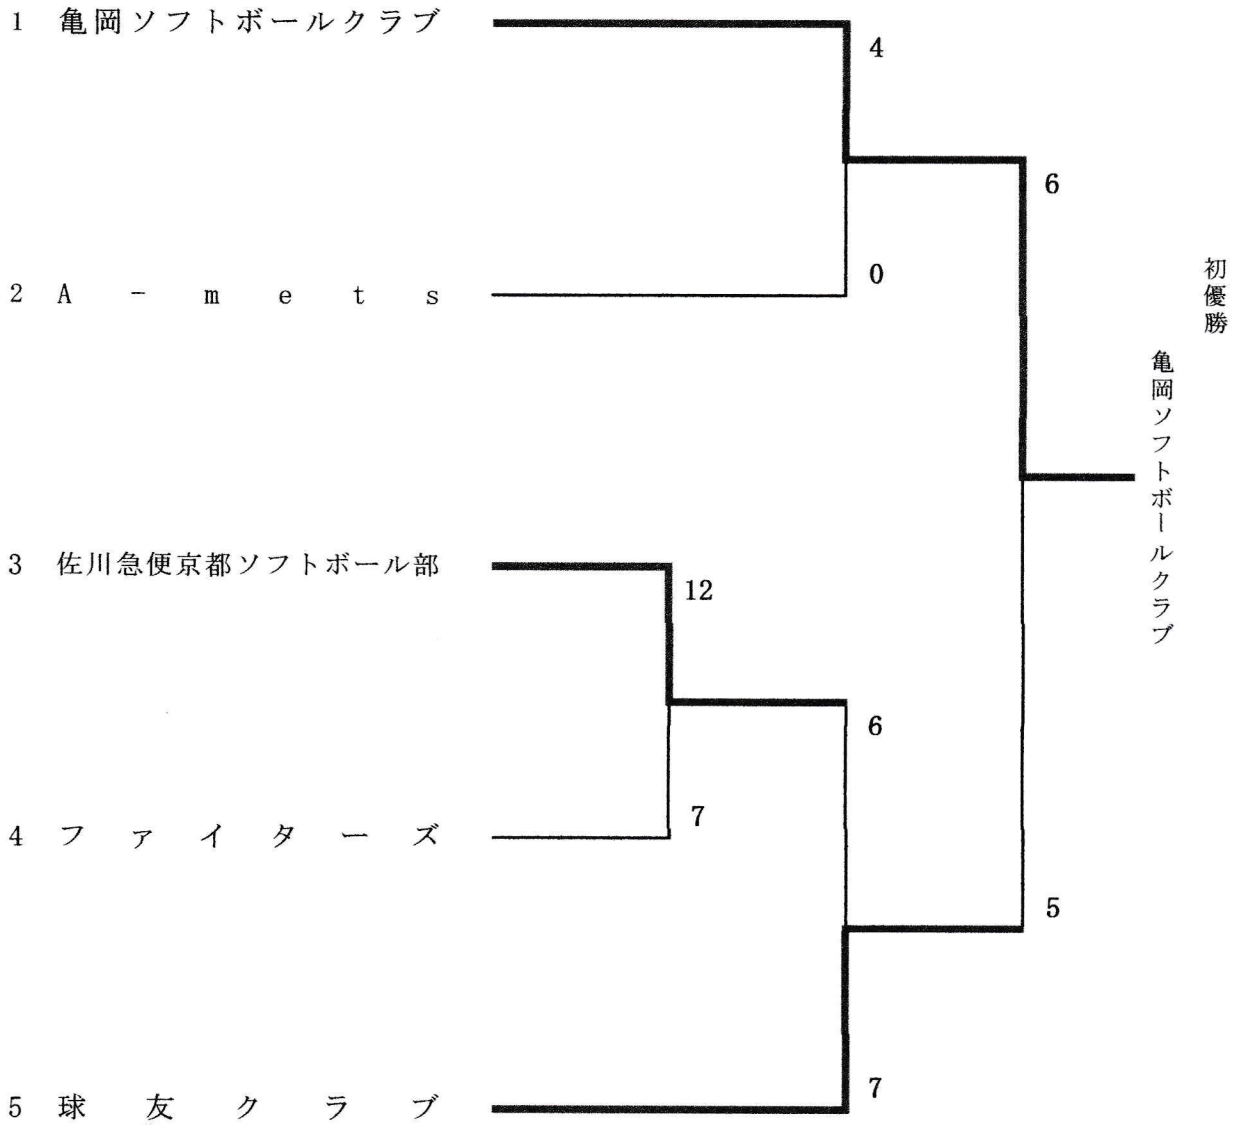 1 亀岡ソフトボールクラブ
4
6
2 A-mets
0
初優勝
亀岡ソフトボールクラブ
3 佐川急便京都ソフトボール部
12
6
4 ファイターズ
7
5
5 球友クラブ
7